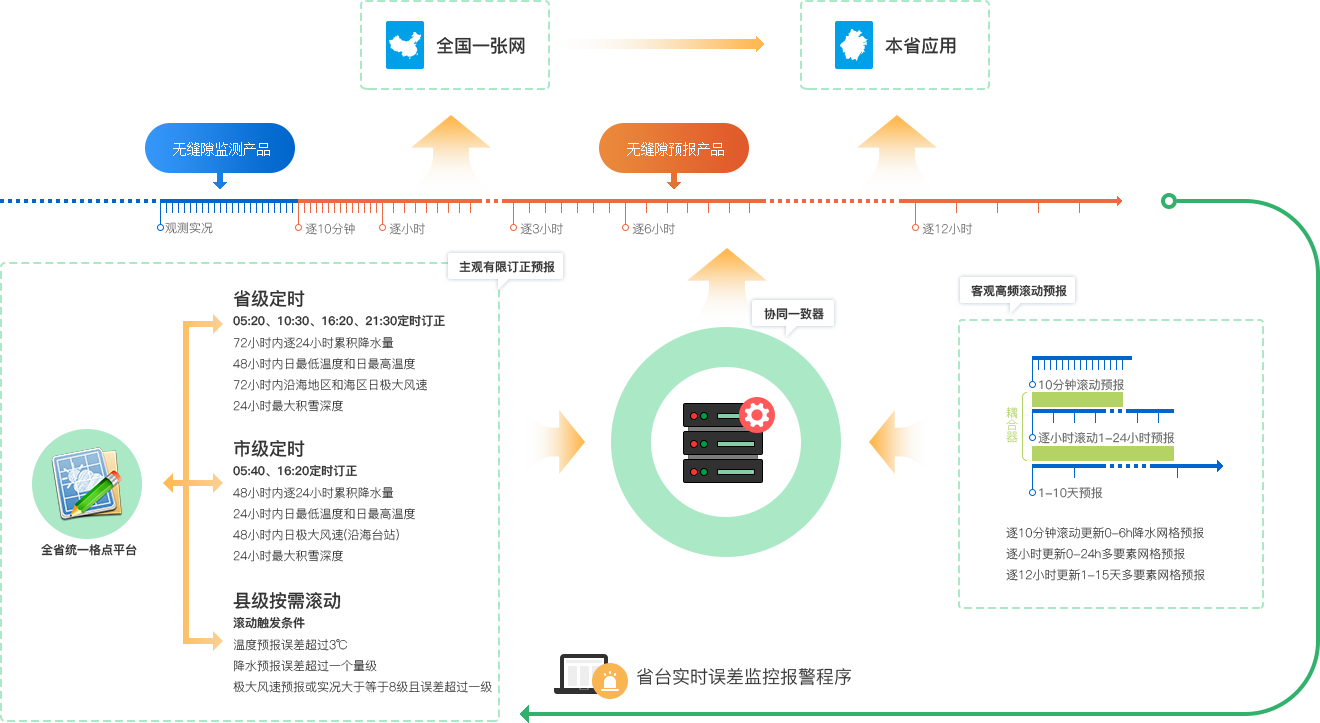 全国一张网
本省应用
无缝隙监测产品
无缝隙预报产品
观测实况
逐10分钟
逐小时
逐3小时
逐6小时
逐12小时
主观有限订正预报
省级定时
05:20、10:30、16:20、21:30定时订正
72小时内逐24小时累积降水量
48小时内日最低温度和日最高温度
72小时内沿海地区和海区日极大风速
24小时最大积雪深度
市级定时
05:40、16:20定时订正
48小时内逐24小时累积降水量
24小时内日最低温度和日最高温度
48小时内日极大风速(沿海台站)
24小时最大积雪深度
全省统一格点平台
县级按需滚动
滚动触发条件
温度预报误差超过3℃
降水预报误差超过一个量级
极大风速预报或实况大于等于8级且误差超过一级
协同一致器
客观高频滚动预报
10分钟滚动预报
耦合器
逐小时滚动1-24小时预报
1-10天预报
逐10分钟滚动更新0-6h降水网格预报
逐小时更新0-24h多要素网格预报
逐12小时更新1-15天多要素网格预报
省台实时误差监控报警程序